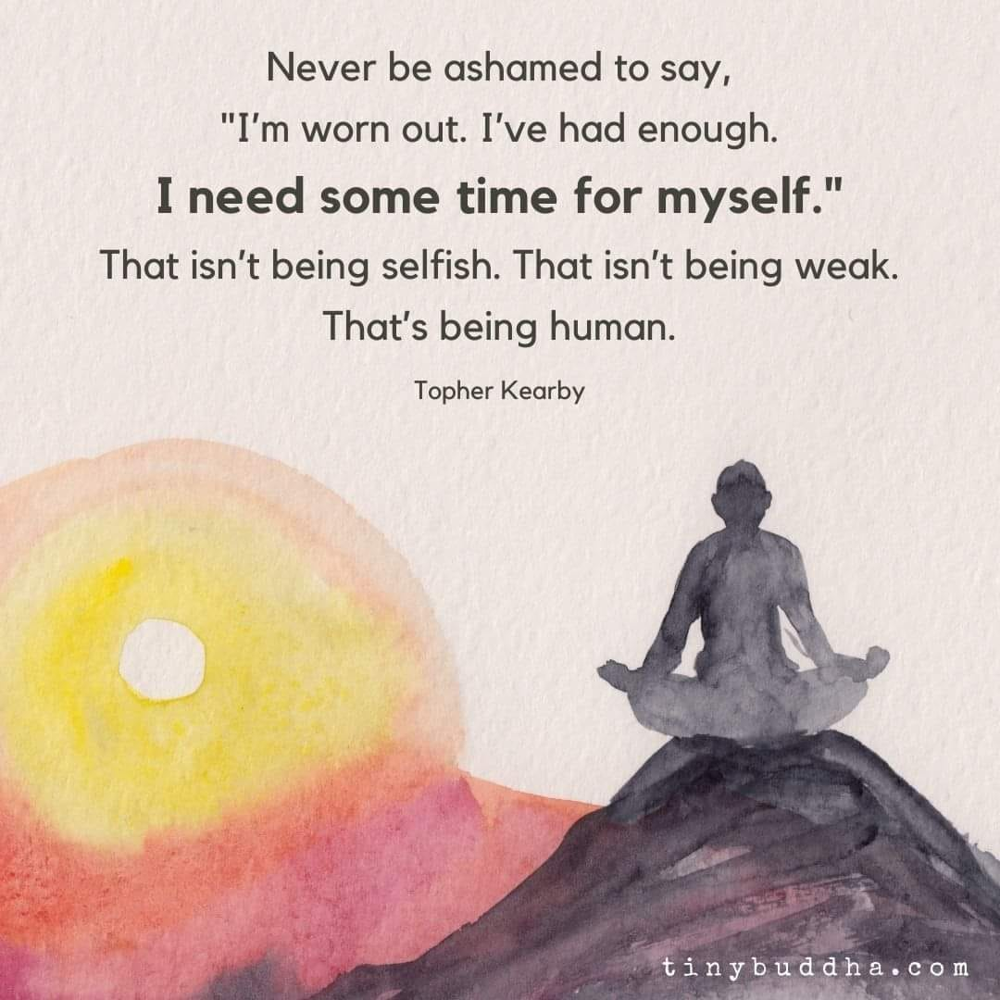 Never be ashamed to say,
"I’m worn out. I’ve had enough.
I need some time for myself."
That isn’t being selfish. That isn’t being weak.
That’s being human.
Topher Kearby
tinybuddha.com